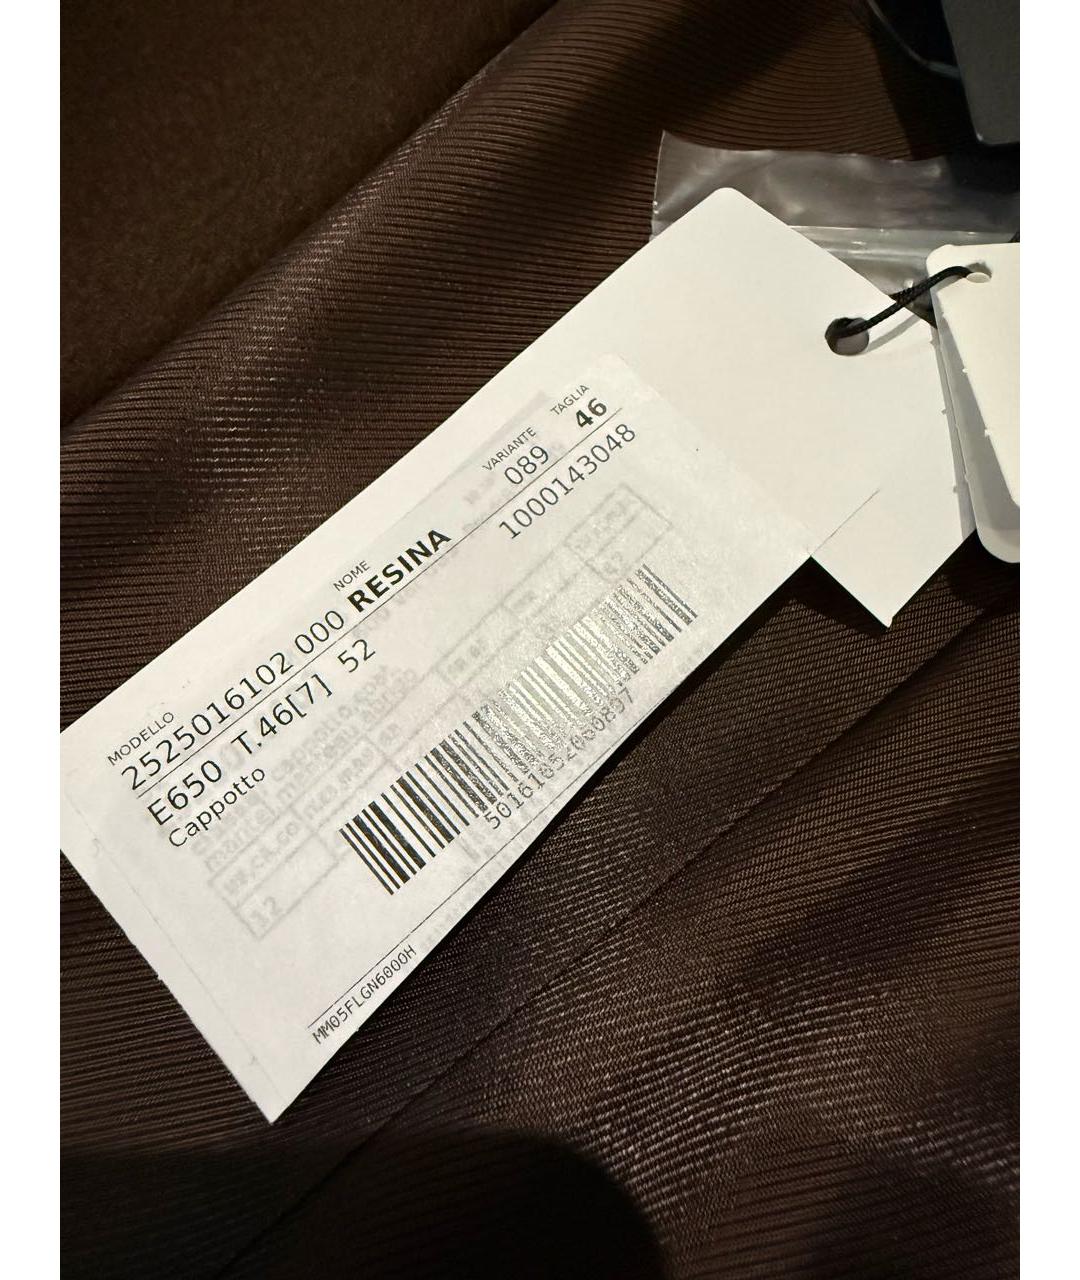 MODELLO NOME VARIANTE TAGLIA
2525016102 000 RESINA 089 46
E650 T.46[7] 52 1000143048
Cappotto
MM05FLGN6000H